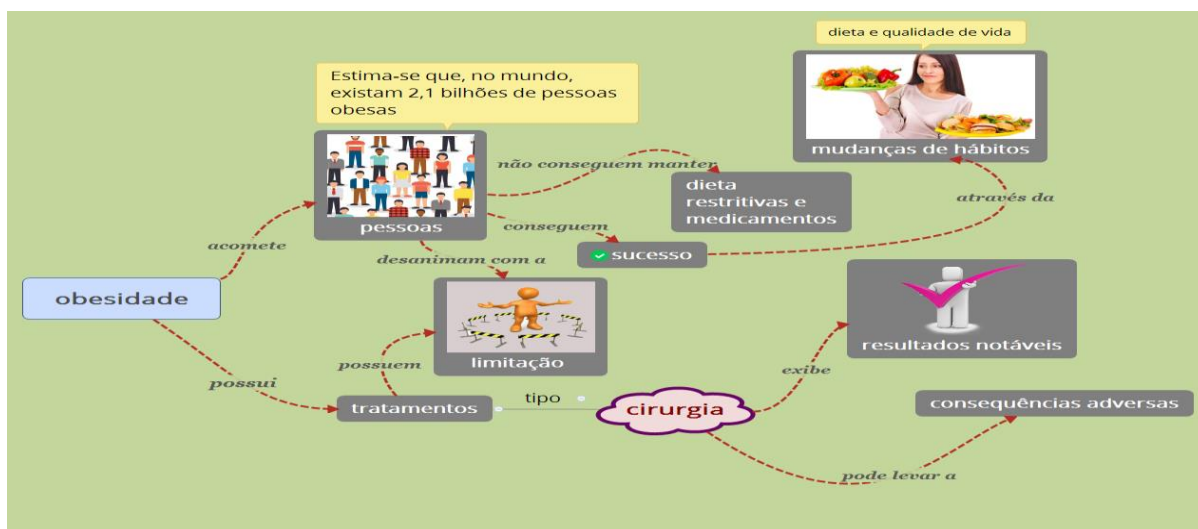 dieta e qualidade de vida
Estima-se que, no mundo,
existam 2,1 bilhões de pessoas
obesas
mudanças de hábitos
não conseguem manter
dieta
restritivas e
medicamentos
através da
pessoas
conseguem
acomete
desanimam com a
sucesso
obesidade
resultados notáveis
possuem
limitação
exibe
possui
tipo
tratamentos
cirurgia
consequências adversas
pode levar a